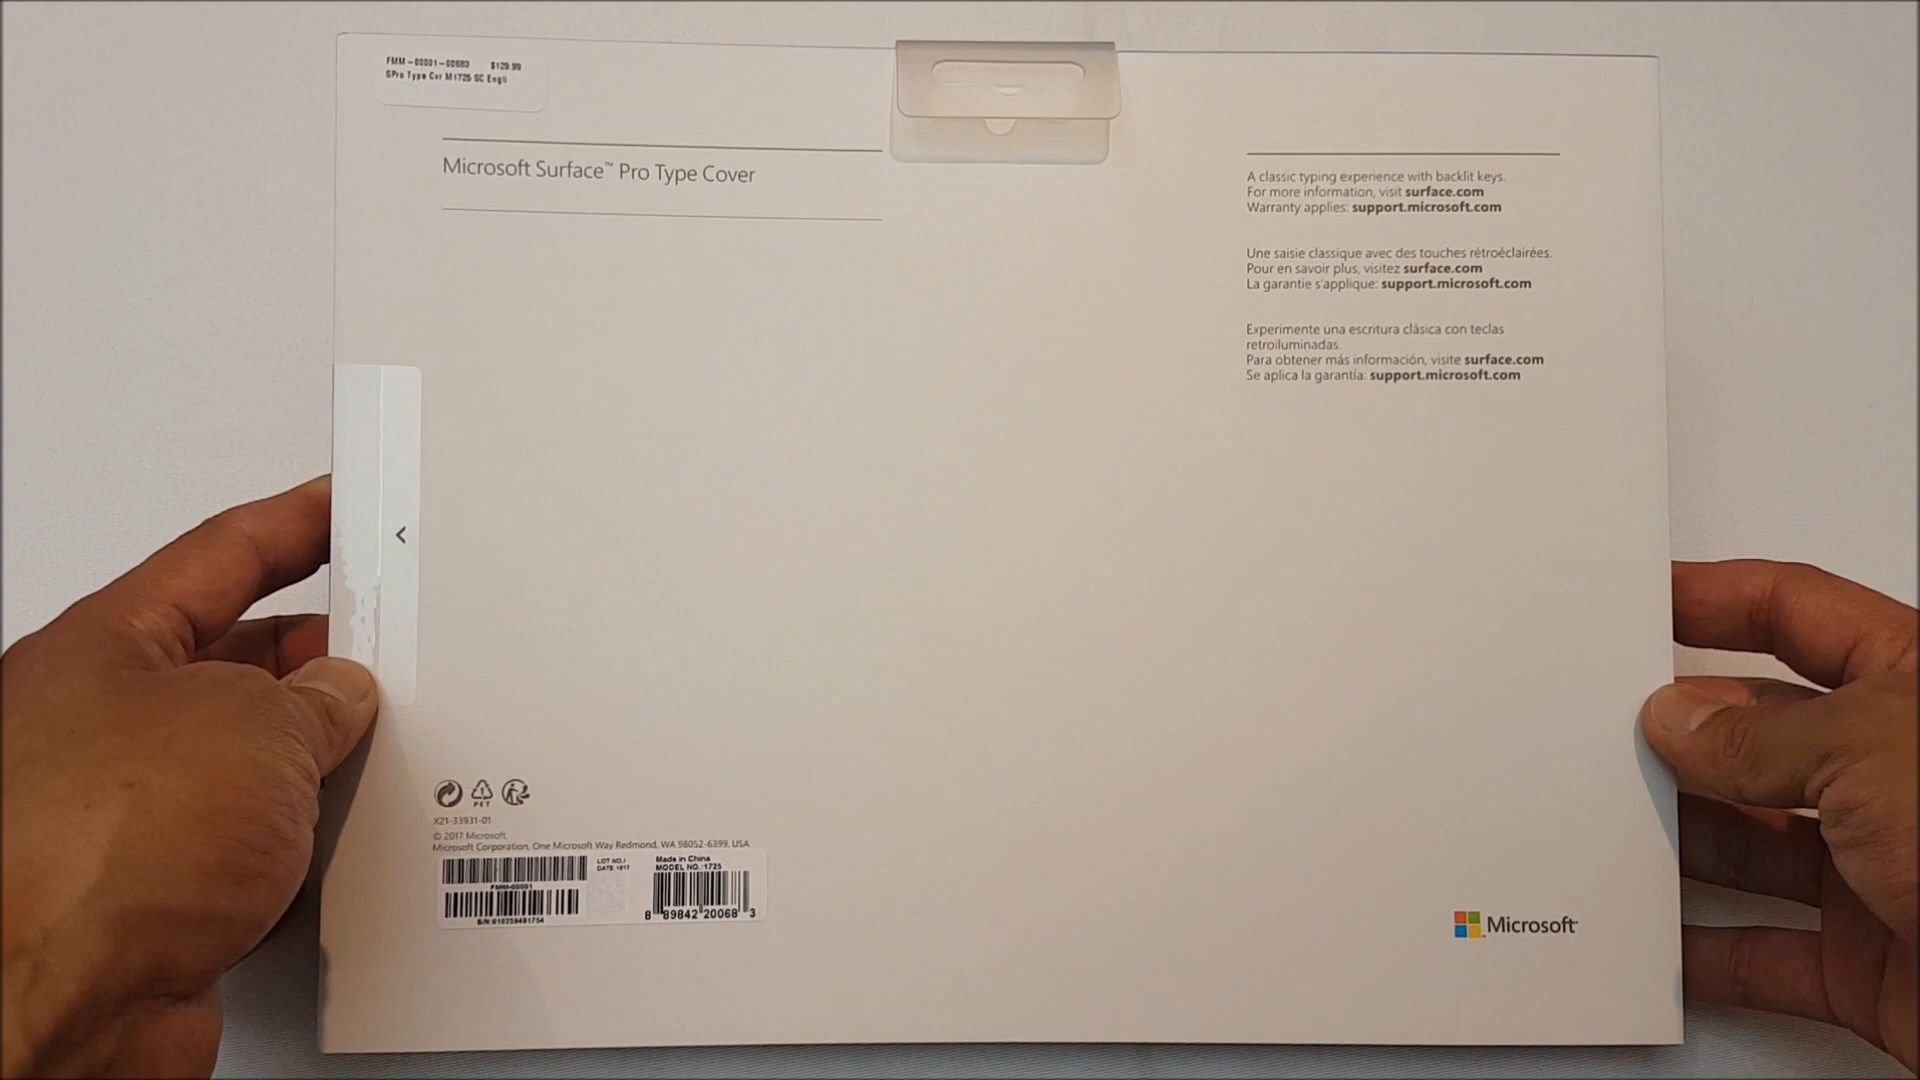 FMM-00001-00683 $129.99
SPro Type Cvr M1725 SC Engli
Microsoft Surface™ Pro Type Cover
A classic typing experience with backlit keys.
For more information, visit surface.com
Warranty applies: support.microsoft.com
Une saisie classique avec des touches rétroéclairées.
Pour en savoir plus, visitez surface.com
La garantie s'applique: support.microsoft.com
Experimente una escritura clásica con teclas
retroiluminadas.
Para obtener más información, visite surface.com
Se aplica la garantía: support.microsoft.com
1
PET
X21-33931-01
© 2017 Microsoft.
Microsoft Corporation, One Microsoft Way Redmond, WA 98052-6399, USA
LOT NO./
DATE:1817
Made in China
MODEL NO.:1725
FMM-00001
8 89842 20068 3
Microsoft